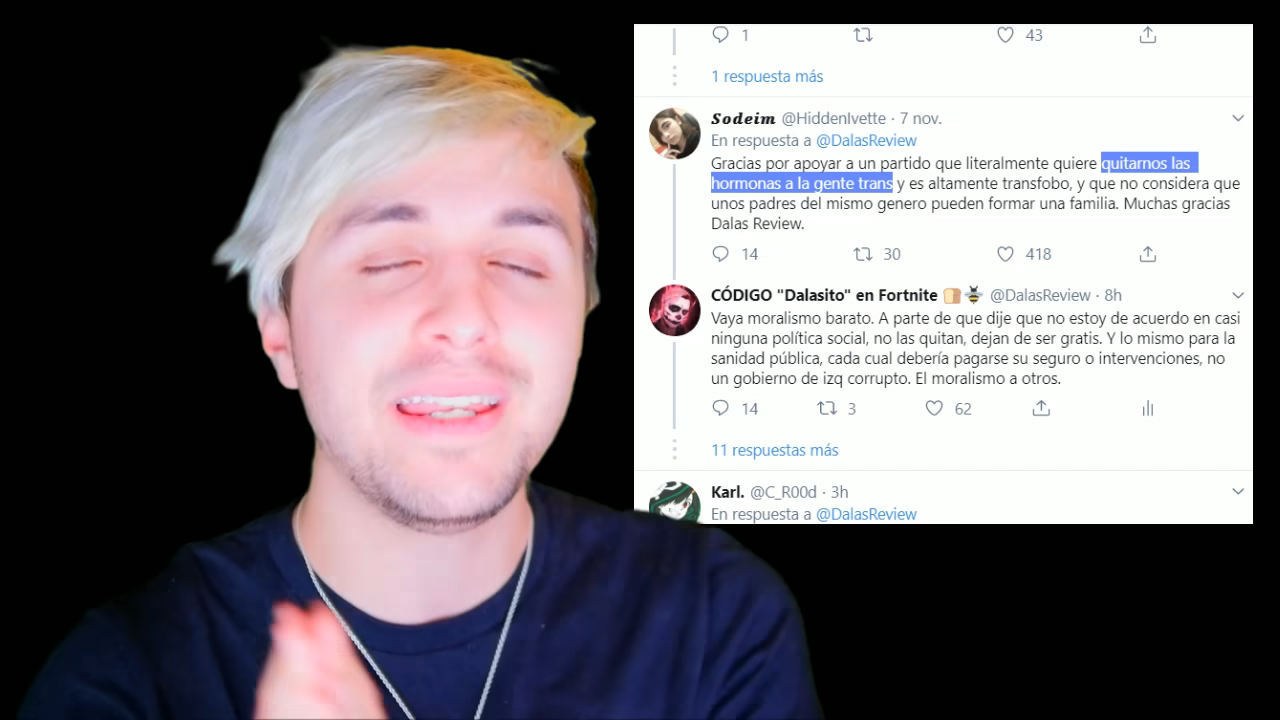 1 43
1 respuesta más
Sodeim @HiddenIvette · 7 nov.
En respuesta a @DalasReview
Gracias por apoyar a un partido que literalmente quiere quitarnos las
hormonas a la gente trans y es altamente transfobo, y que no considera que
unos padres del mismo genero pueden formar una familia. Muchas gracias
Dalas Review.
14 30 418
CÓDIGO "Dalasito" en Fortnite 🍞🐝 @DalasReview · 8h
Vaya moralismo barato. A parte de que dije que no estoy de acuerdo en casi
ninguna política social, no las quitan, dejan de ser gratis. Y lo mismo para la
sanidad pública, cada cual debería pagarse su seguro o intervenciones, no
un gobierno de izq corrupto. El moralismo a otros.
14 3 62
11 respuestas más
Karl. @C_R00d · 3h
En respuesta a @DalasReview